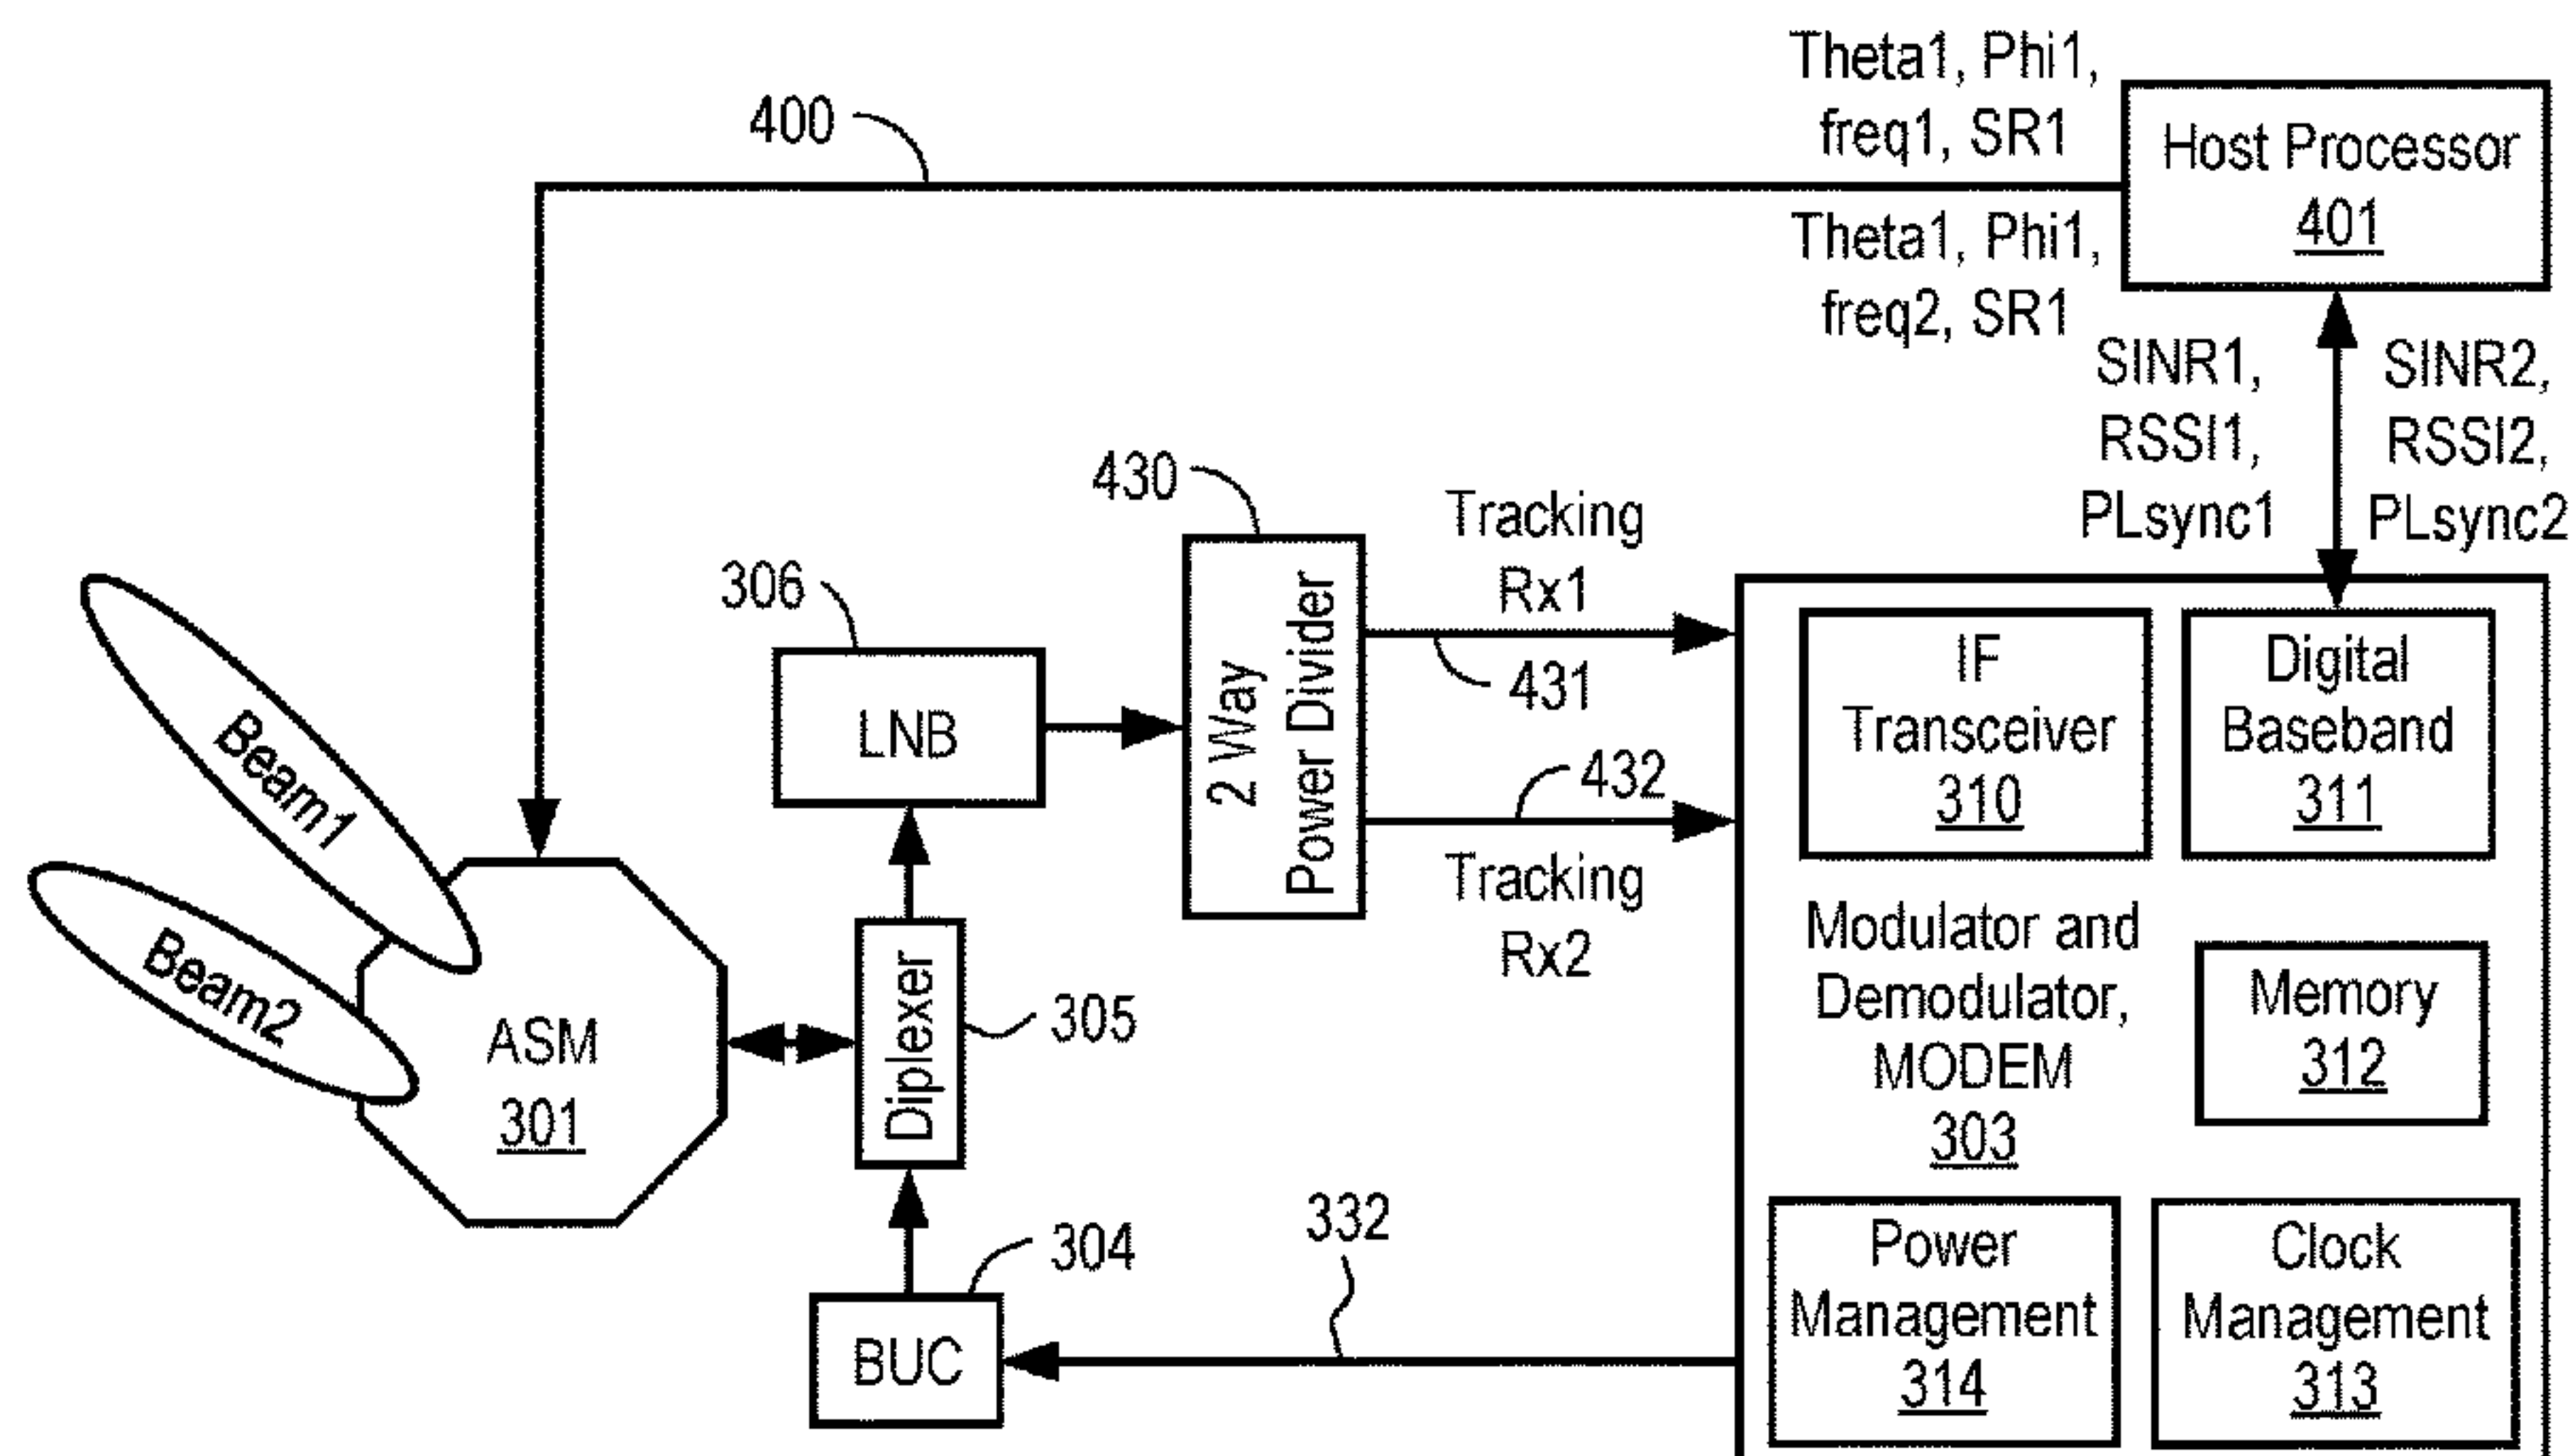 Theta1, Phi1,
freq1, SR1
400
Host Processor
401
Theta1, Phi1,
freq2, SR1
SINR1,
RSSI1,
PLsync1
SINR2,
RSSI2,
PLsync2
430
Tracking
Rx1
306
LNB
2 Way
Power Divider
431
432
Tracking
Rx2
IF
Transceiver
310
Digital
Baseband
311
Beam1
Beam2
ASM
301
Diplexer
305
Modulator and
Demodulator,
MODEM
303
Memory
312
304
BUC
332
Power
Management
314
Clock
Management
313